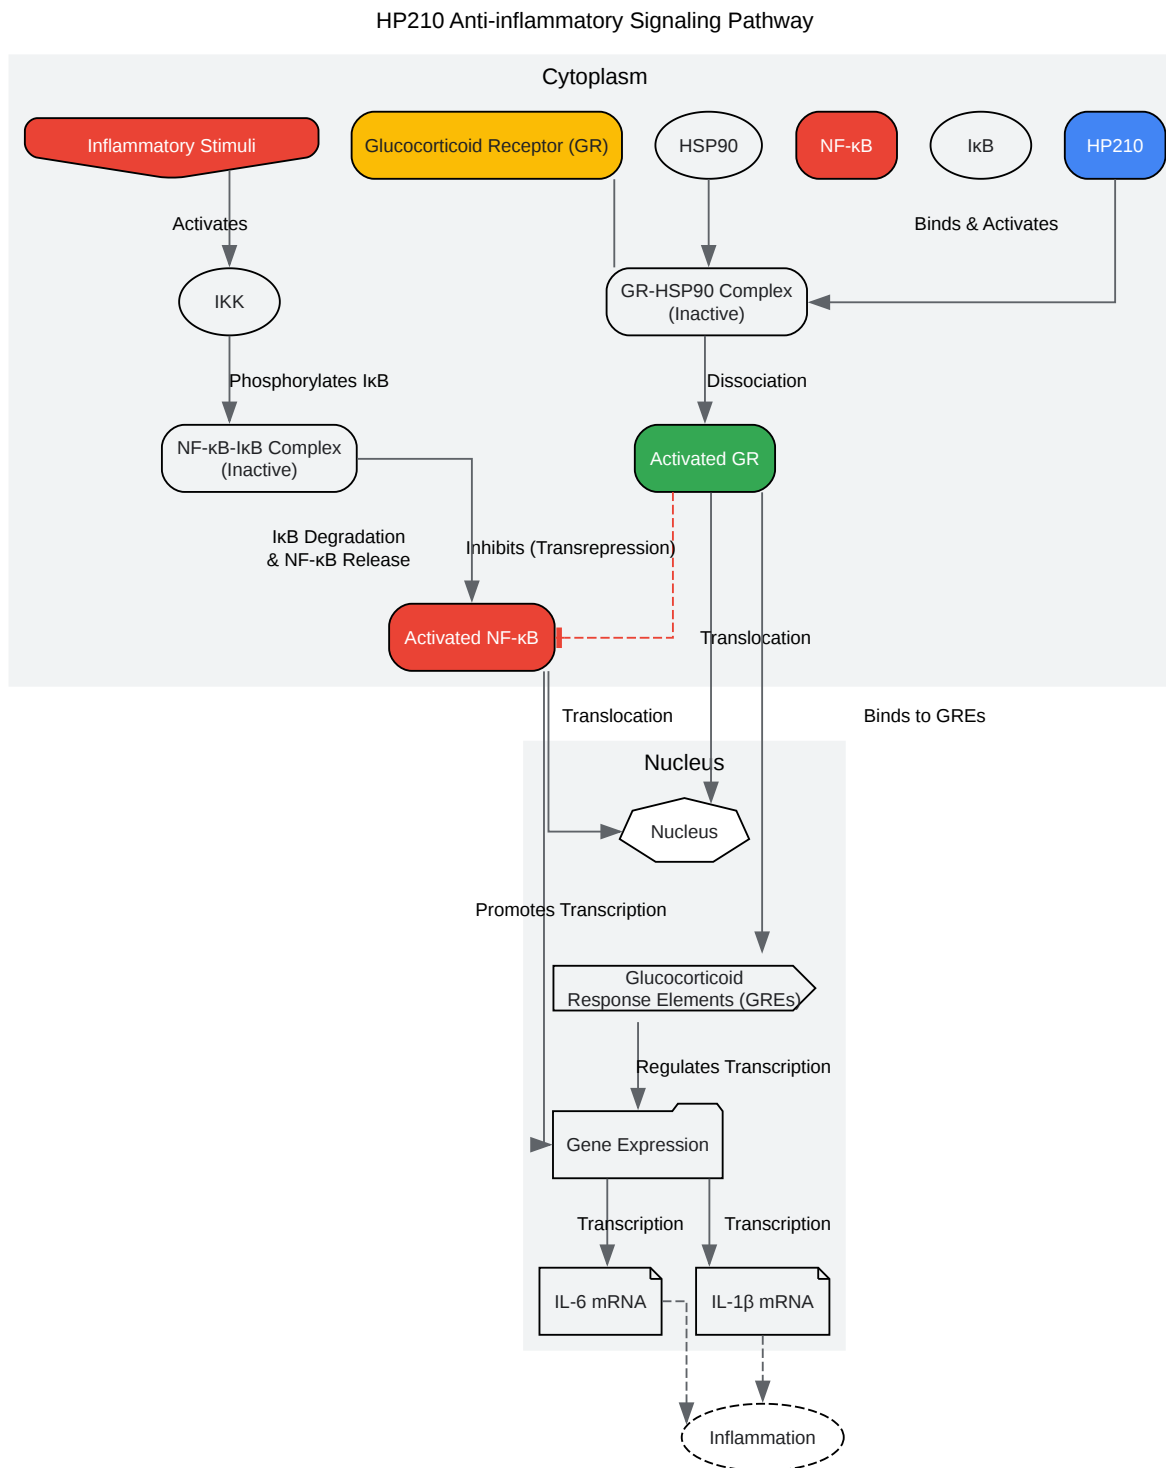 HP210 Anti-inflammatory Signaling Pathway
Cytoplasm
Inflammatory Stimuli
Glucocorticoid Receptor (GR)
HSP90
NF-κB
IκB
HP210
Activates
Binds & Activates
IKK
GR-HSP90 Complex
(Inactive)
Phosphorylates IκB
Dissociation
NF-κB-IκB Complex
(Inactive)
Activated GR
IκB Degradation
& NF-κB Release
Inhibits (Transrepression)
Activated NF-κB
Translocation
Translocation
Binds to GREs
Nucleus
Nucleus
Promotes Transcription
Glucocorticoid
Response Elements (GREs)
Regulates Transcription
Gene Expression
Transcription
Transcription
IL-6 mRNA
IL-1β mRNA
Inflammation